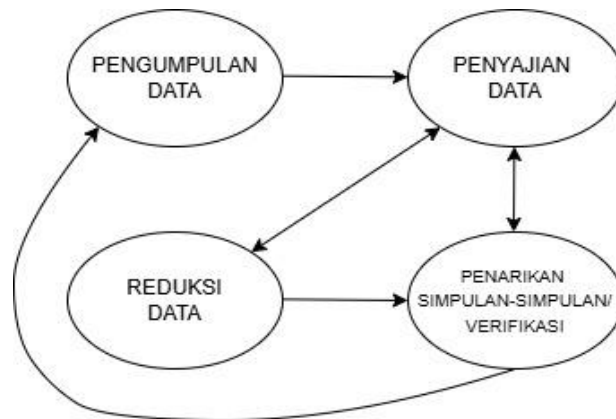 PENGUMPULAN
DATA
PENYAJIAN
DATA
REDUKSI
DATA
PENARIKAN
SIMPULAN-SIMPULAN/
VERIFIKASI